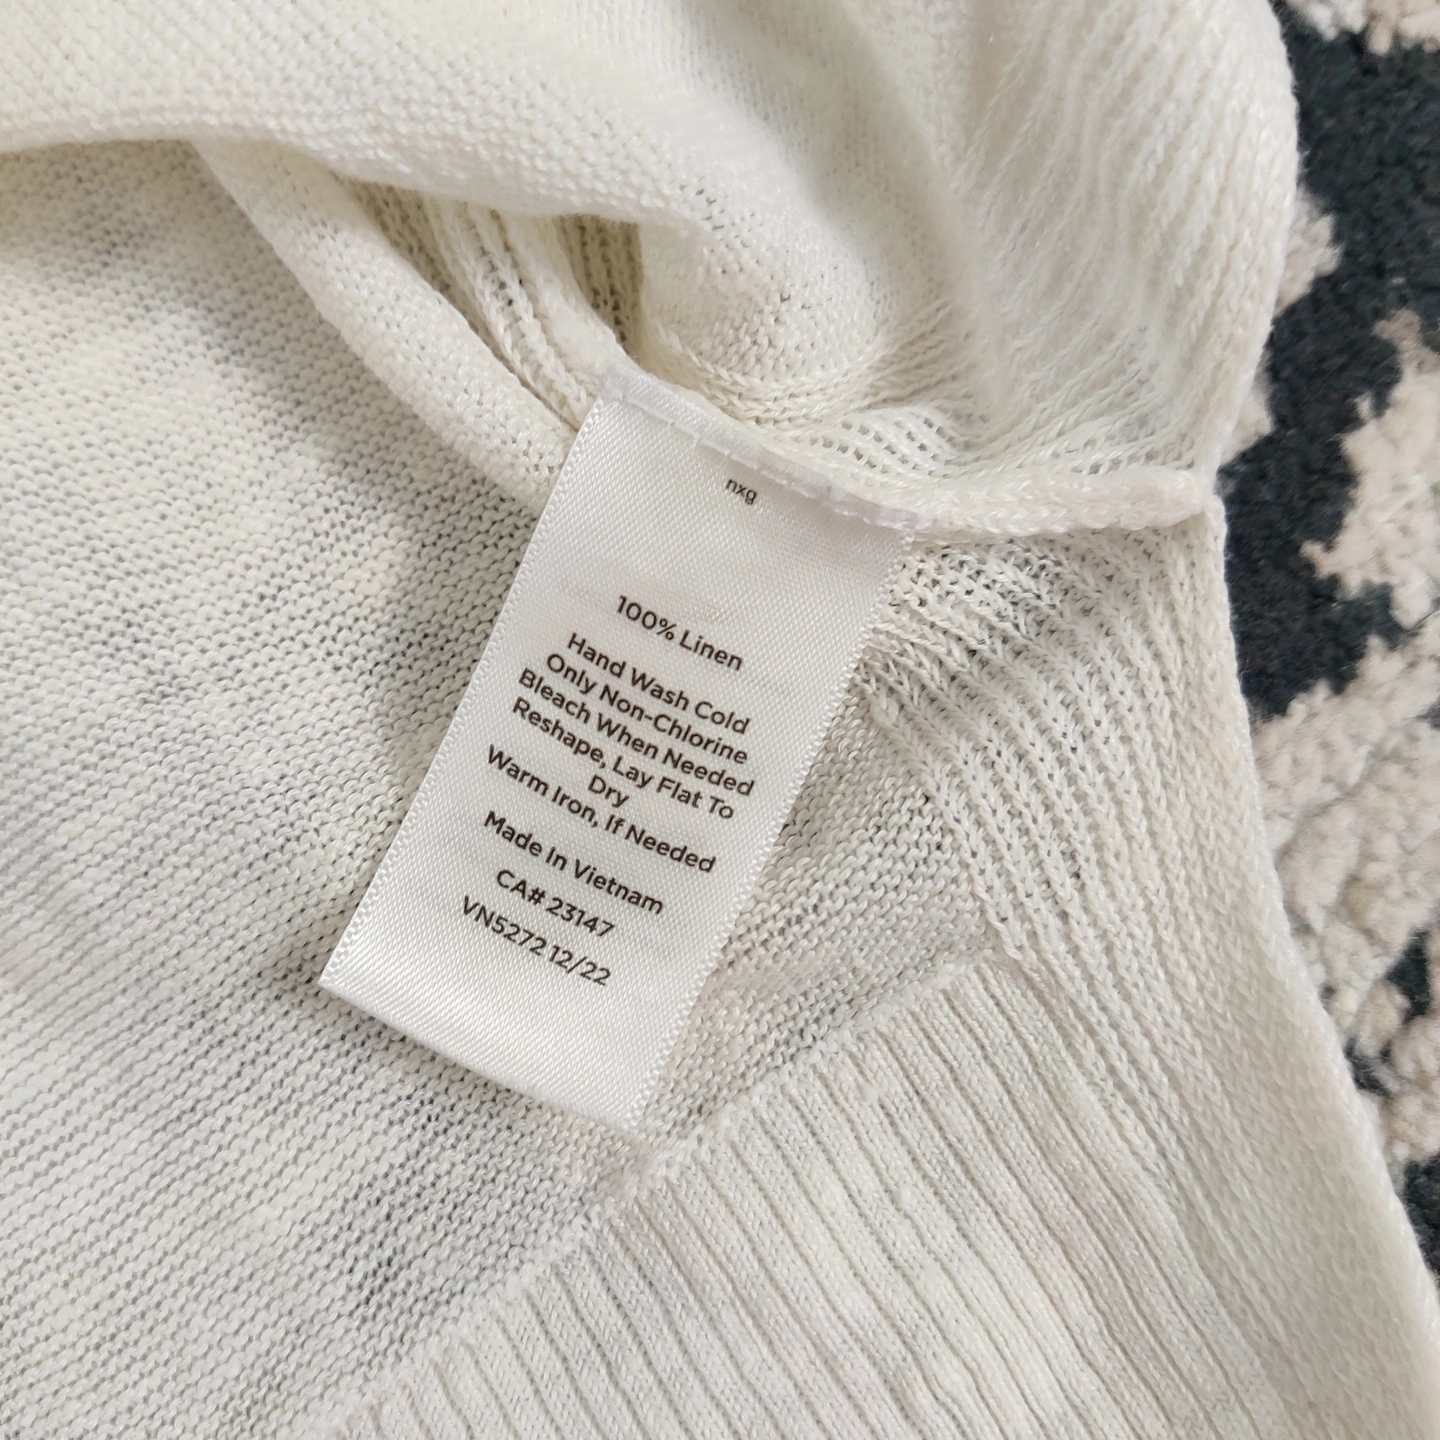 nxg
100% Linen
Hand Wash Cold
Only Non-Chlorine
Bleach When Needed
Reshape, Lay Flat To
Dry
Warm Iron, If Needed
Made In Vietnam
CA# 23147
VN5272 12/22